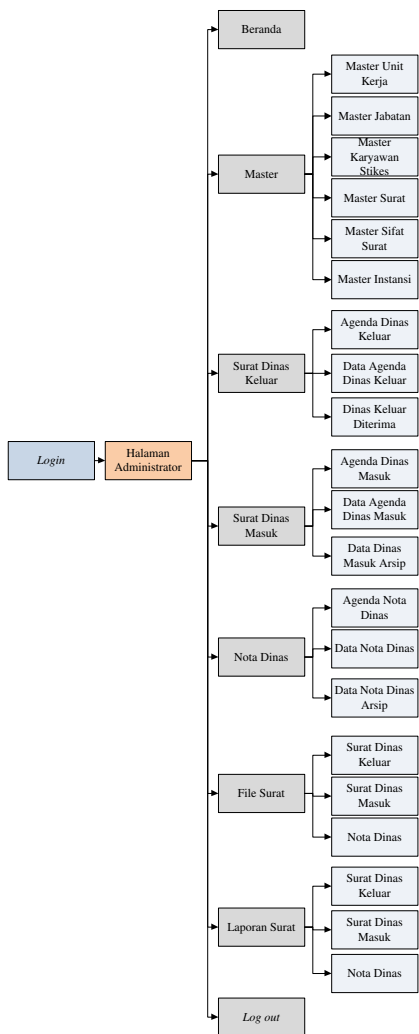 Login
Halaman
Administrator
Beranda
Master
Master Unit
Kerja
Master Jabatan
Master
Karyawan
Stikes
Master Surat
Master Sifat
Surat
Master Instansi
Surat Dinas
Keluar
Agenda Dinas
Keluar
Data Agenda
Dinas Keluar
Dinas Keluar
Diterima
Surat Dinas
Masuk
Agenda Dinas
Masuk
Data Agenda
Dinas Masuk
Data Dinas
Masuk Arsip
Nota Dinas
Agenda Nota
Dinas
Data Nota Dinas
Data Nota Dinas
Arsip
File Surat
Surat Dinas
Keluar
Surat Dinas
Masuk
Nota Dinas
Laporan Surat
Surat Dinas
Keluar
Surat Dinas
Masuk
Nota Dinas
Log out